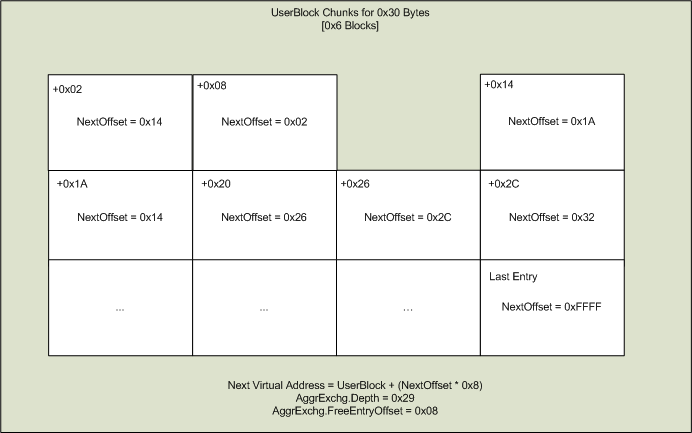 UserBlock Chunks for 0x30 Bytes
[0x6 Blocks]
+0x02
NextOffset = 0x14
+0x08
NextOffset = 0x02
+0x14
NextOffset = 0x1A
+0x1A
NextOffset = 0x14
+0x20
NextOffset = 0x26
+0x26
NextOffset = 0x2C
+0x2C
NextOffset = 0x32
...
...
...
Last Entry
NextOffset = 0xFFFF
Next Virtual Address = UserBlock + (NextOffset * 0x8)
AggrExchg.Depth = 0x29
AggrExchg.FreeEntryOffset = 0x08